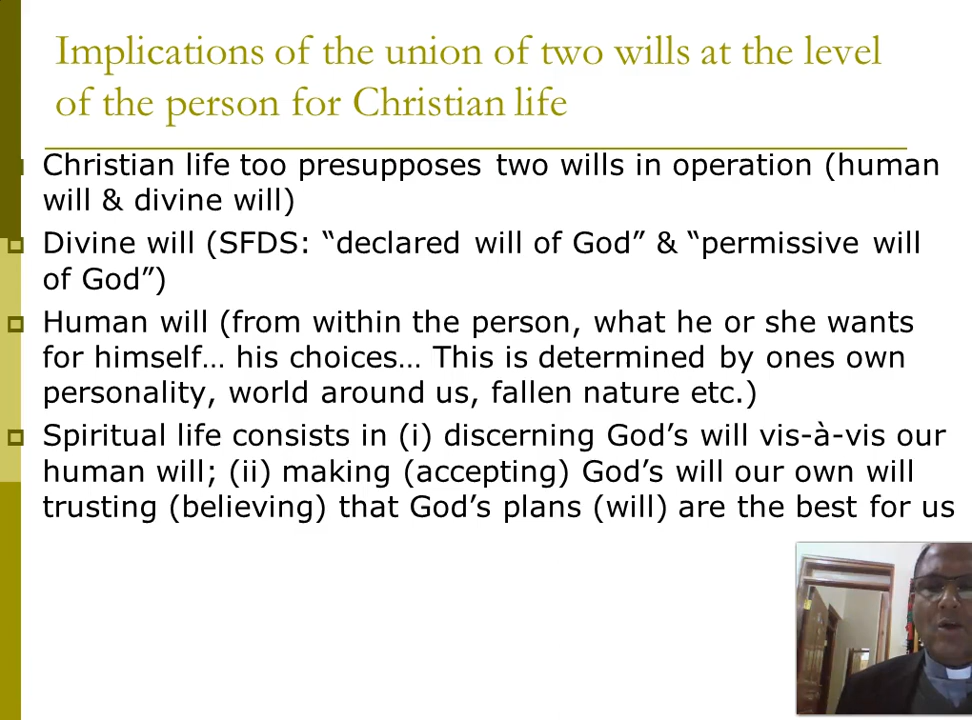 Implications of the union of two wills at the level
of the person for Christian life
Christian life too presupposes two wills in operation (human
will & divine will)
Divine will (SFDS: “declared will of God” & “permissive will
of God”)
Human will (from within the person, what he or she wants
for himself… his choices… This is determined by ones own
personality, world around us, fallen nature etc.)
Spiritual life consists in (i) discerning God’s will vis-à-vis our
human will; (ii) making (accepting) God’s will our own will
trusting (believing) that God’s plans (will) are the best for us